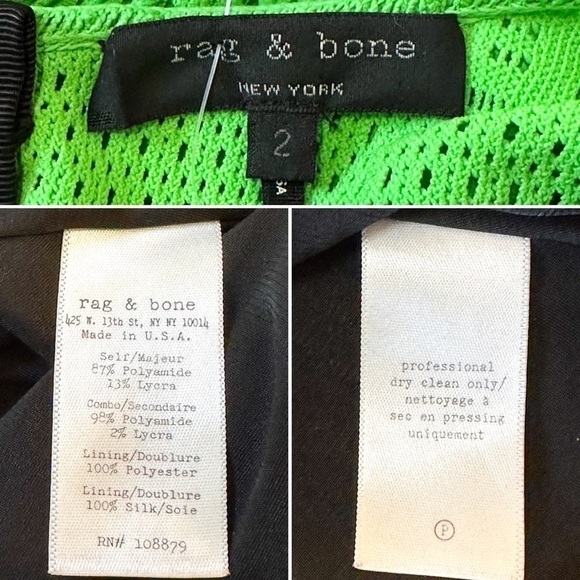 rag & bone
NEW YORK
2
rag & bone
425 W. 13th St, NY NY 10014
Made in U.S.A.
Self/Majeur
87% Polyamide
13% Lycra
Combo/Secondaire
98% Polyamide
2% Lycra
Lining/Doublure
100% Polyester
Lining/Doublure
100% Silk/Soie
RN# 108879
professional
dry clean only/
nettoyage à
sec en pressing
uniquement
P